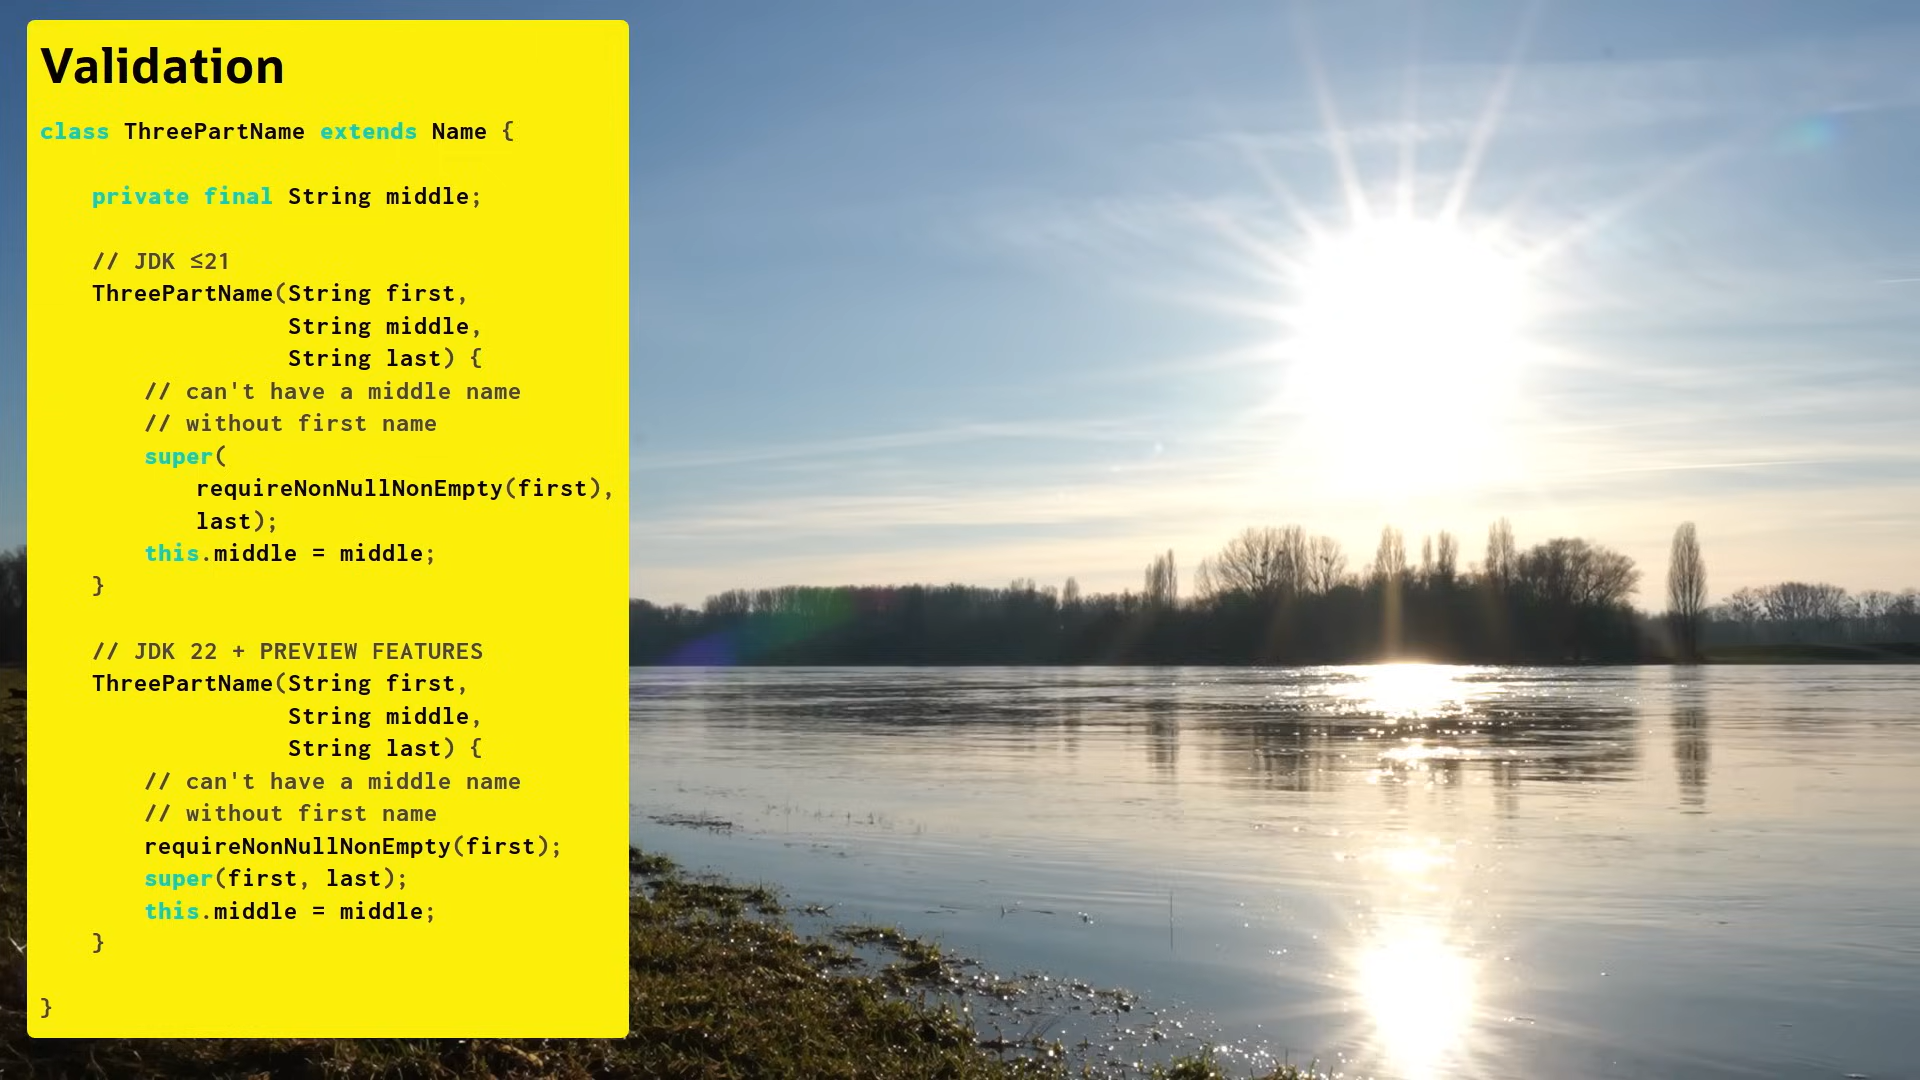 Validation
class ThreePartName extends Name {
private final String middle;
// JDK ≤21
ThreePartName(String first,
String middle,
String last) {
// can't have a middle name
// without first name
super(
requireNonNullNonEmpty(first),
last);
this.middle = middle;
}
// JDK 22 + PREVIEW FEATURES
ThreePartName(String first,
String middle,
String last) {
// can't have a middle name
// without first name
requireNonNullNonEmpty(first);
super(first, last);
this.middle = middle;
}
}